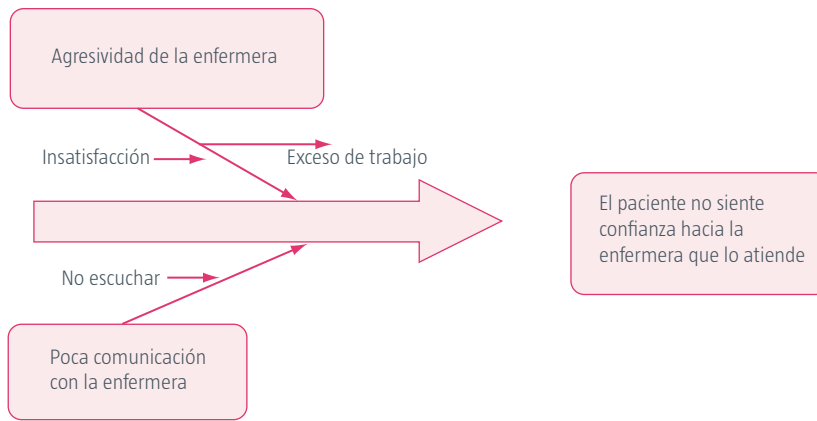 Agresividad de la enfermera
Insatisfacción
Exceso de trabajo
El paciente no siente
confianza hacia la
enfermera que lo atiende
No escuchar
Poca comunicación
con la enfermera